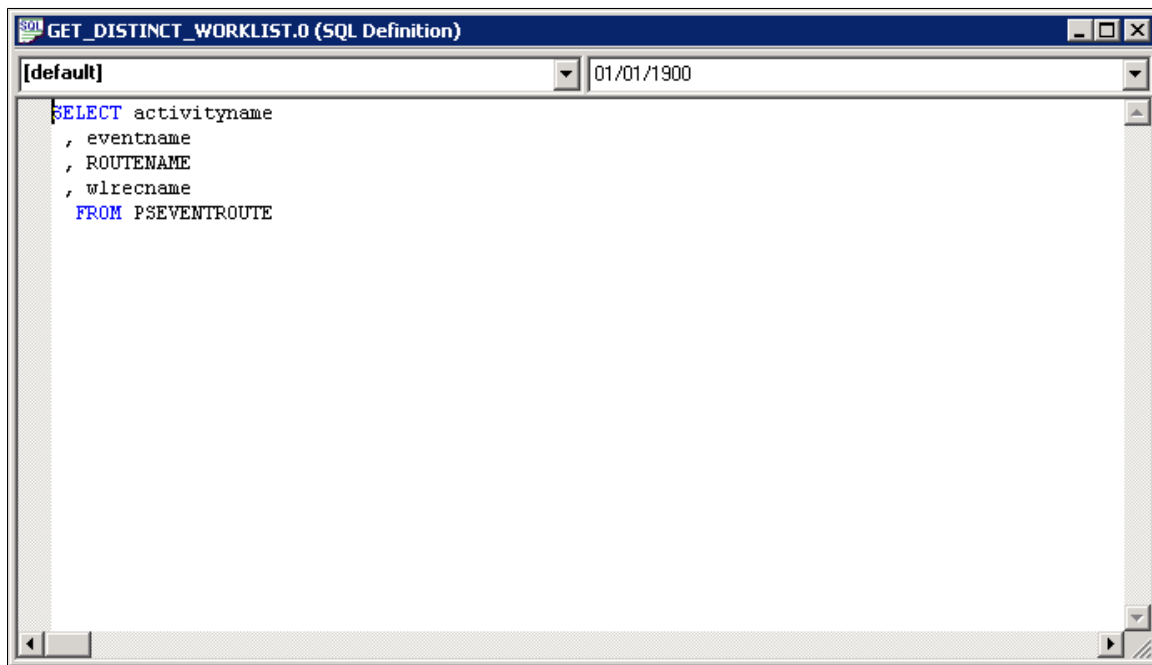 GET_DISTINCT_WORKLIST.0 (SQL Definition)
[default] 01/01/1900
SELECT activityname
, eventname
, ROUTENAME
, wlrecname
FROM PSEVENTROUTE